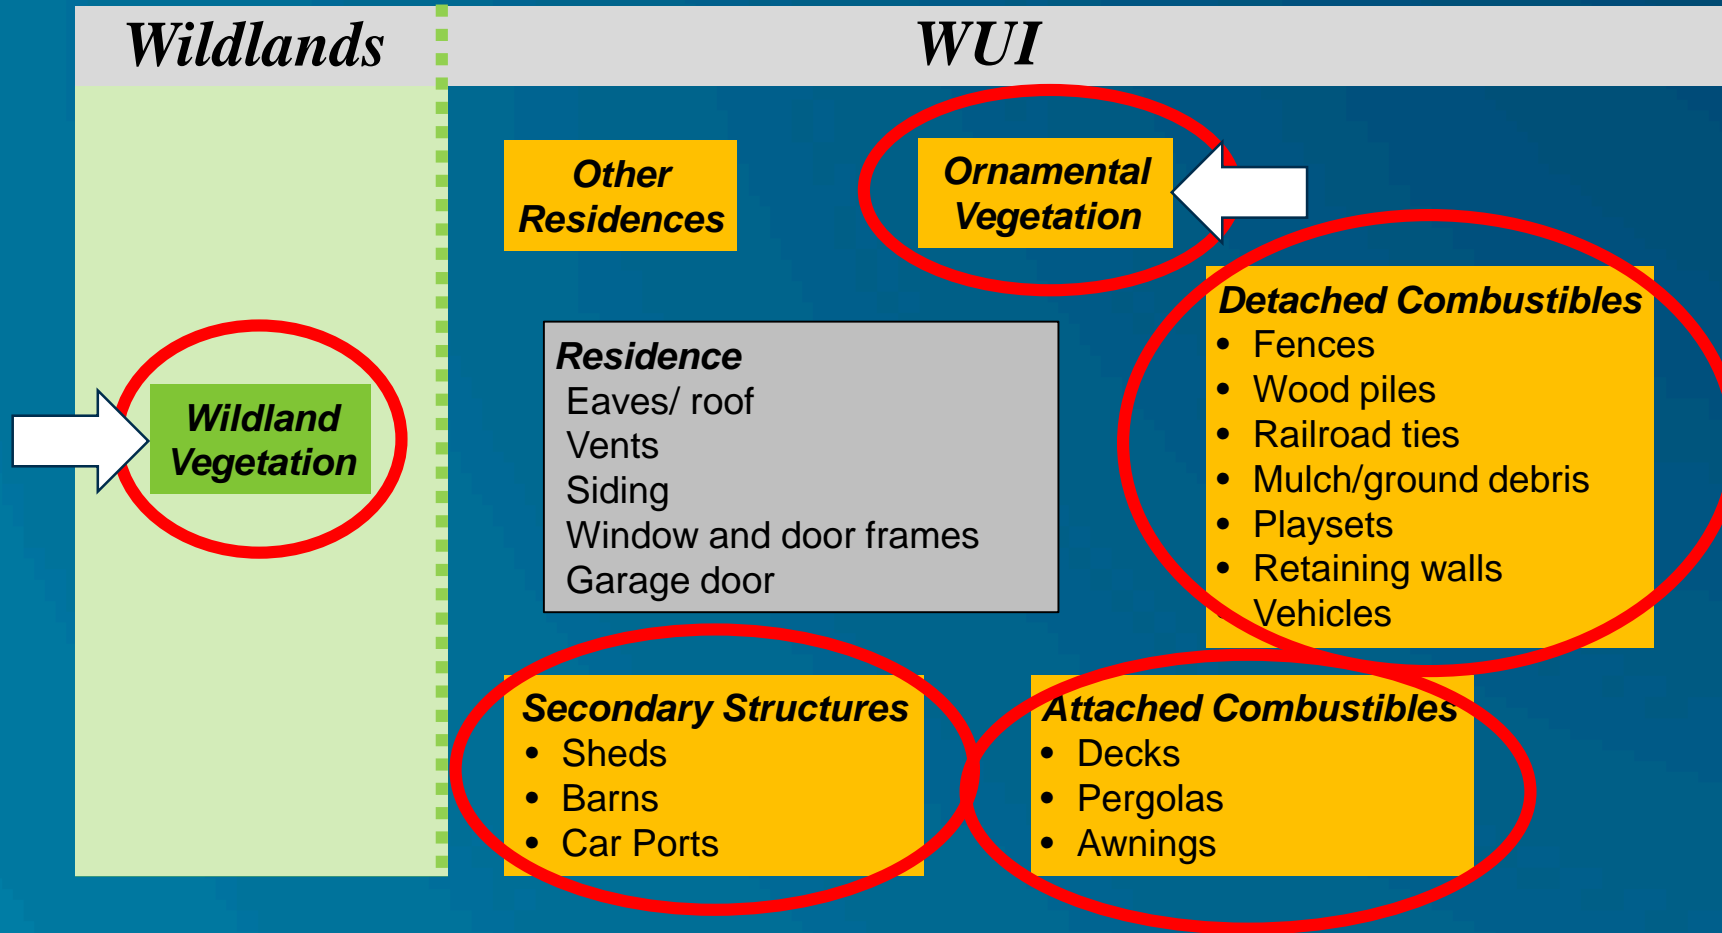 Wildlands
WUI
Other
Residences
Ornamental
Vegetation
Wildland
Vegetation
Residence
Eaves/ roof
Vents
Siding
Window and door frames
Garage door
Detached Combustibles
• Fences
• Wood piles
• Railroad ties
• Mulch/ground debris
• Playsets
• Retaining walls
• Vehicles
Secondary Structures
• Sheds
• Barns
• Car Ports
Attached Combustibles
• Decks
• Pergolas
• Awnings